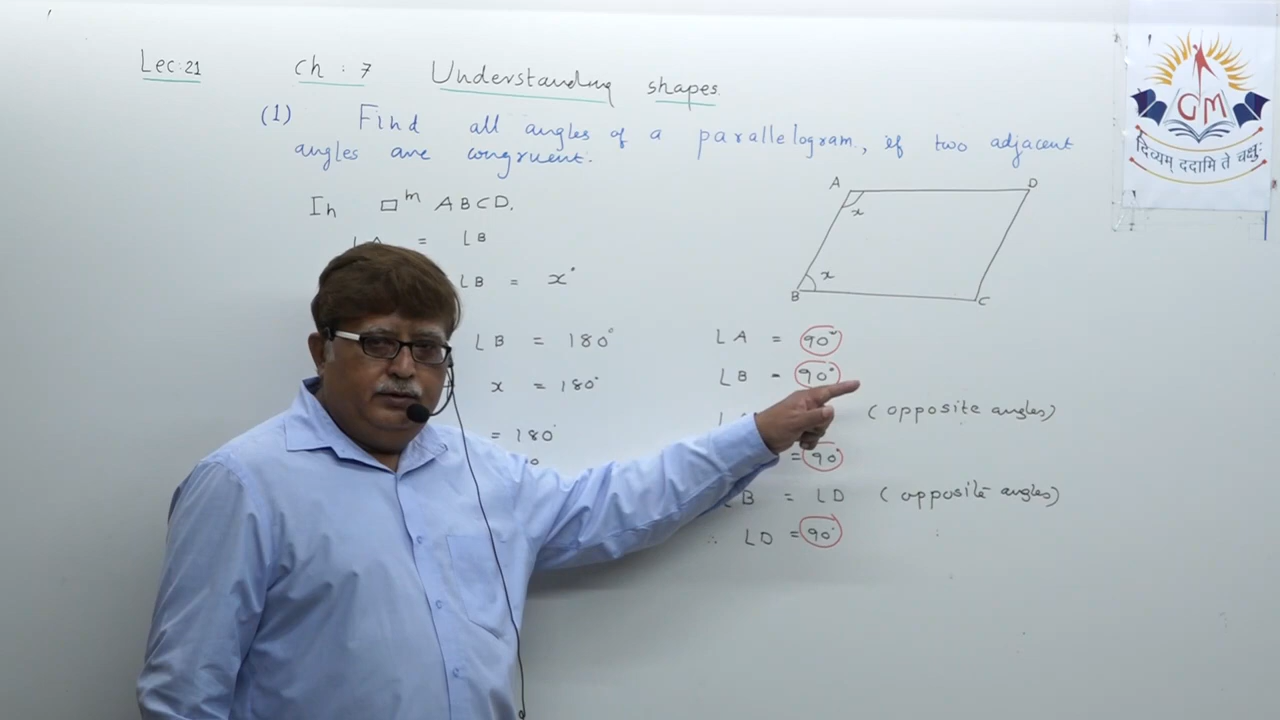 Lec:21 Ch : 7 Understanding shapes
(1) Find all angles of a parallelogram, if two adjacent
angles are congruent.
In □m ABCD.
∠A = ∠B
∠B = x°
∠B = 180°
x = 180°
= 180°
A D
x
x
B C
∠A = 90°
∠B = 90°
(opposite angles)
= 90°
∠B = ∠D (opposite angles)
∴ ∠D = 90°
GM
दिव्यम् ददामि ते चक्षुः